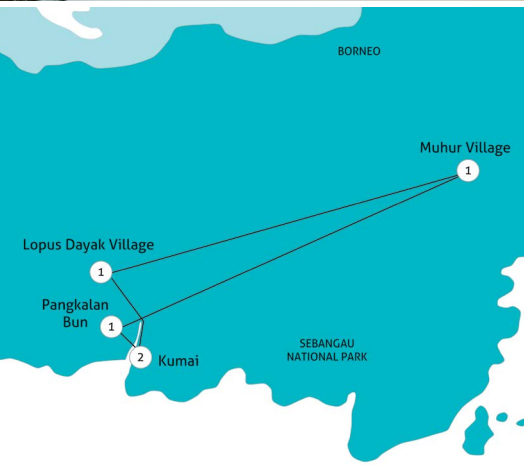 BORNEO
Muhur Village
1
Lopus Dayak Village
1
Pangkalan
Bun
1
2
Kumai
SEBANGAU
NATIONAL PARK